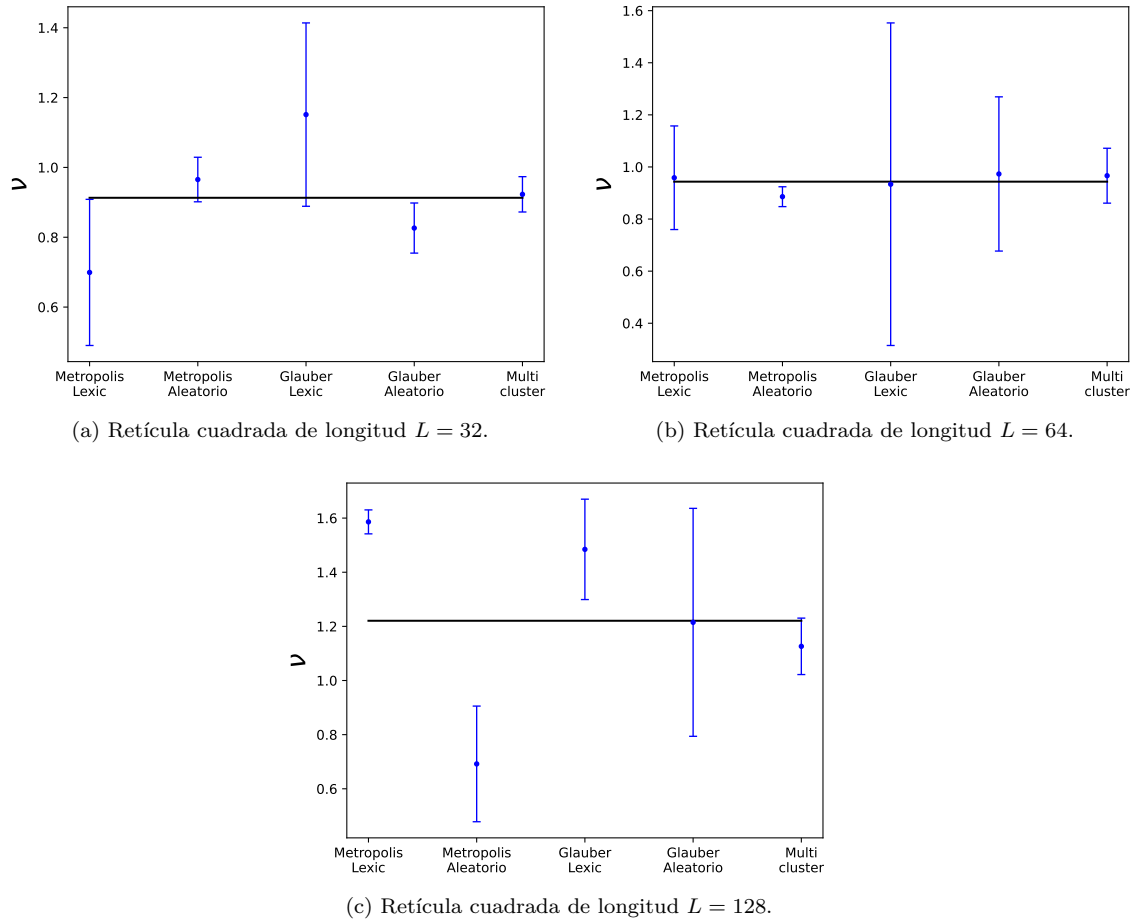 1.4
1.2
1.0
0.8
0.6
ν
Metropolis Lexic
Metropolis Aleatorio
Glauber Lexic
Glauber Aleatorio
Multi cluster
(a) Retícula cuadrada de longitud L = 32.
1.6
1.4
1.2
1.0
0.8
0.6
0.4
ν
Metropolis Lexic
Metropolis Aleatorio
Glauber Lexic
Glauber Aleatorio
Multi cluster
(b) Retícula cuadrada de longitud L = 64.
1.6
1.4
1.2
1.0
0.8
0.6
ν
Metropolis Lexic
Metropolis Aleatorio
Glauber Lexic
Glauber Aleatorio
Multi cluster
(c) Retícula cuadrada de longitud L = 128.